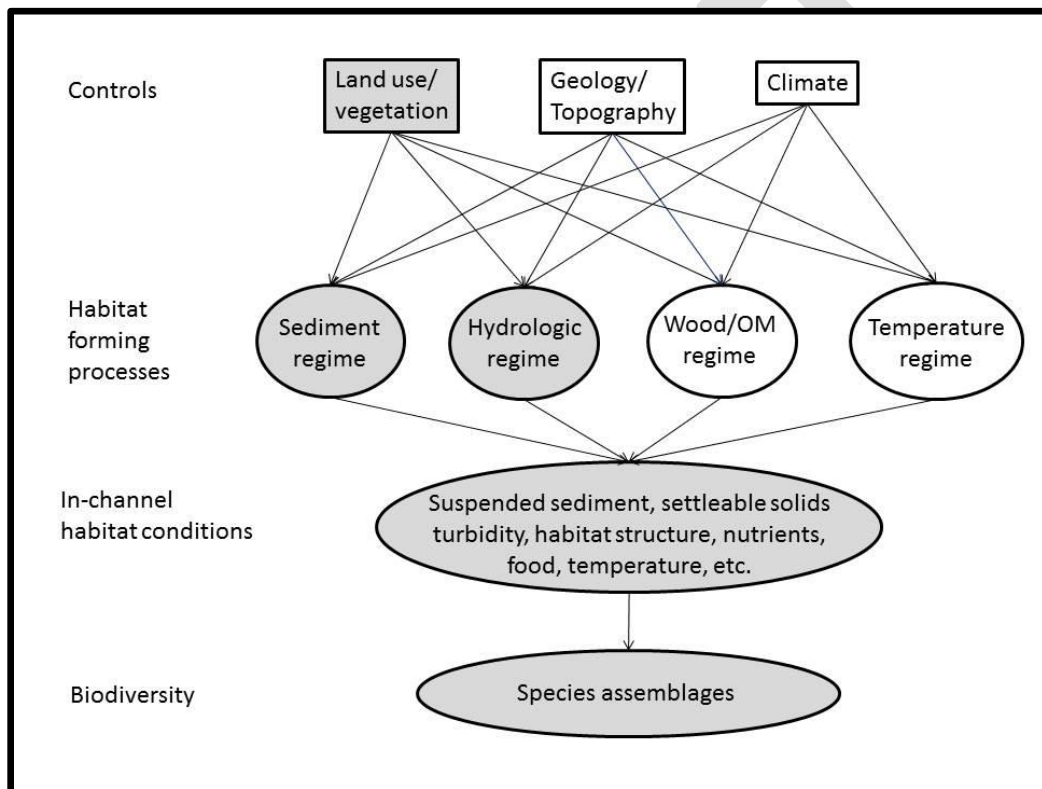 Controls
Land use/
vegetation
Geology/
Topography
Climate
Habitat
forming
processes
Sediment
regime
Hydrologic
regime
Wood/OM
regime
Temperature
regime
In-channel
habitat conditions
Suspended sediment, settleable solids
turbidity, habitat structure, nutrients,
food, temperature, etc.
Biodiversity
Species assemblages